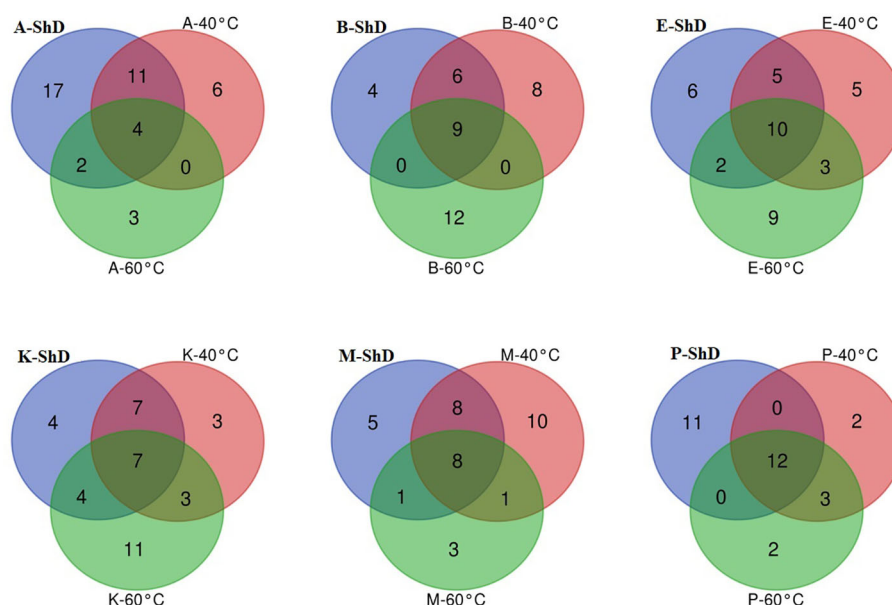 A-ShD A-40°C
17 11 6
4
2 0
3
A-60°C
B-ShD B-40°C
4 6 8
9
0 0
12
B-60°C
E-ShD E-40°C
6 5 5
10
2 3
9
E-60°C
K-ShD K-40°C
4 7 3
7
4 3
11
K-60°C
M-ShD M-40°C
5 8 10
8
1 1
3
M-60°C
P-ShD P-40°C
11 0 2
12
0 3
2
P-60°C